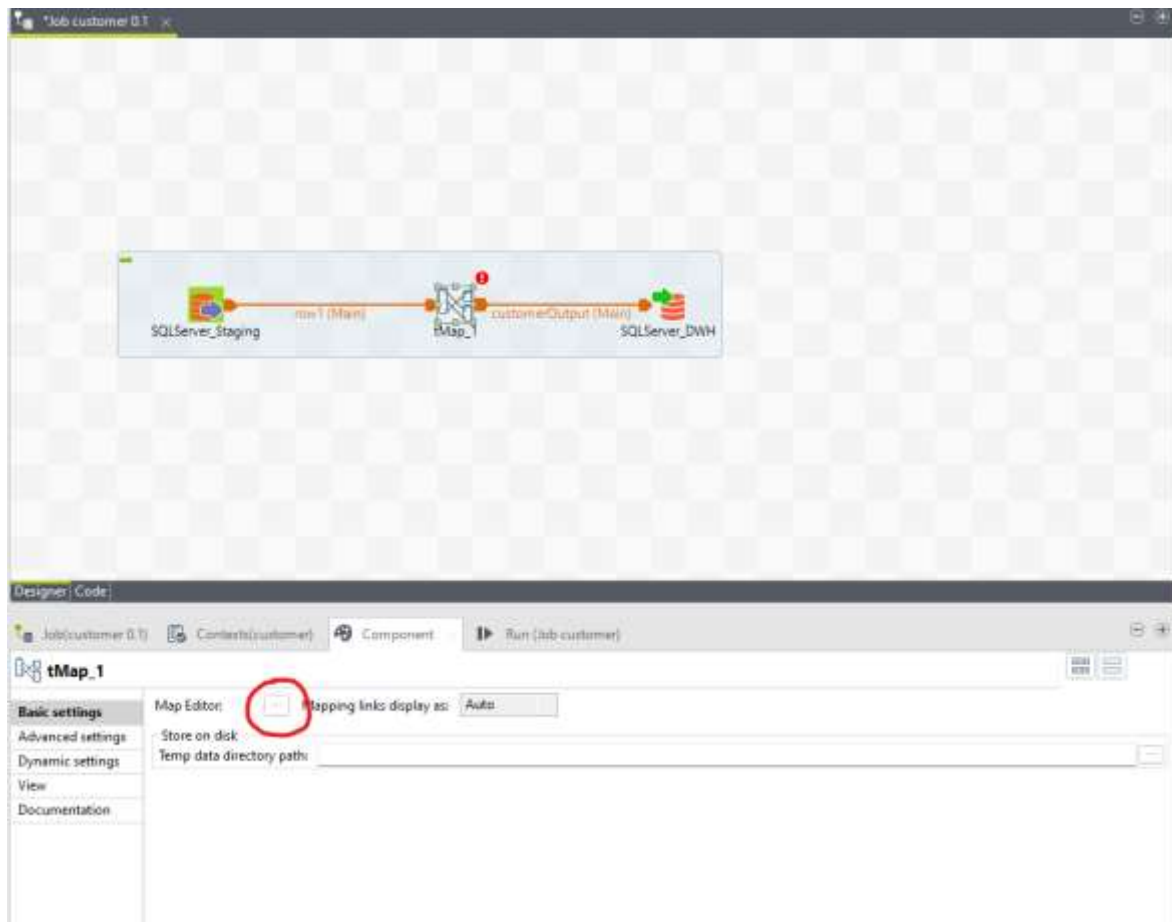 *Job customer 0.1
row1 (Main)
customerOutput (Main)
SQLServer_Staging
tMap_1
SQLServer_DWH
Designer Code
Job(customer 0.1) Contexts(customer) Component Run (Job customer)
tMap_1
Basic settings
Map Editor: Mapping links display as: Auto
Advanced settings
Store on disk
Dynamic settings
Temp data directory path:
View
Documentation